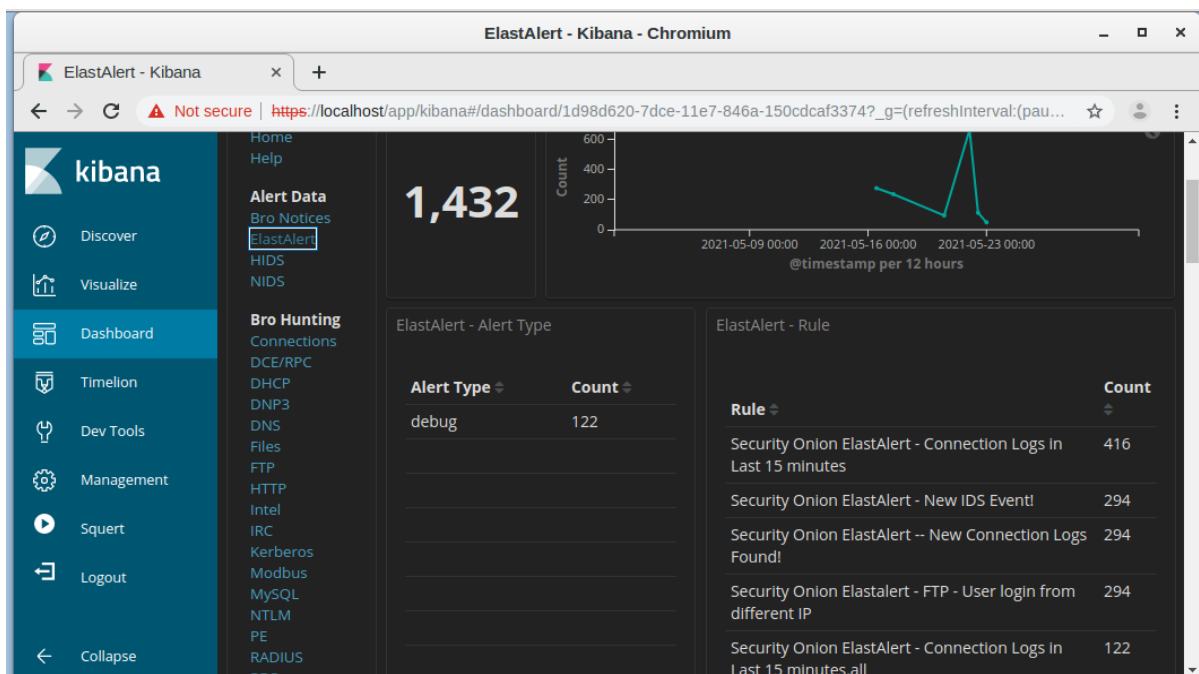 ElastAlert - Kibana - Chromium
ElastAlert - Kibana
Not secure | https://localhost/app/kibana#/dashboard/1d98d620-7dce-11e7-846a-150cdcaf3374?_g=(refreshInterval:(pau...
kibana
Discover
Visualize
Dashboard
Timelion
Dev Tools
Management
Squert
Logout
Collapse
Home
Help
Alert Data
Bro Notices
ElastAlert
HIDS
NIDS
Bro Hunting
Connections
DCE/RPC
DHCP
DNP3
DNS
Files
FTP
HTTP
Intel
IRC
Kerberos
Modbus
MySQL
NTLM
PE
RADIUS
1,432
Count
600
400
200
0
2021-05-09 00:00 2021-05-16 00:00 2021-05-23 00:00
@timestamp per 12 hours
ElastAlert - Alert Type
Alert Type Count
debug 122
ElastAlert - Rule
Rule Count
Security Onion ElastAlert - Connection Logs in 416
Last 15 minutes
Security Onion ElastAlert - New IDS Event! 294
Security Onion ElastAlert -- New Connection Logs 294
Found!
Security Onion Elastalert - FTP - User login from 294
different IP
Security Onion ElastAlert - Connection Logs in 122
Last 15 minutes.all